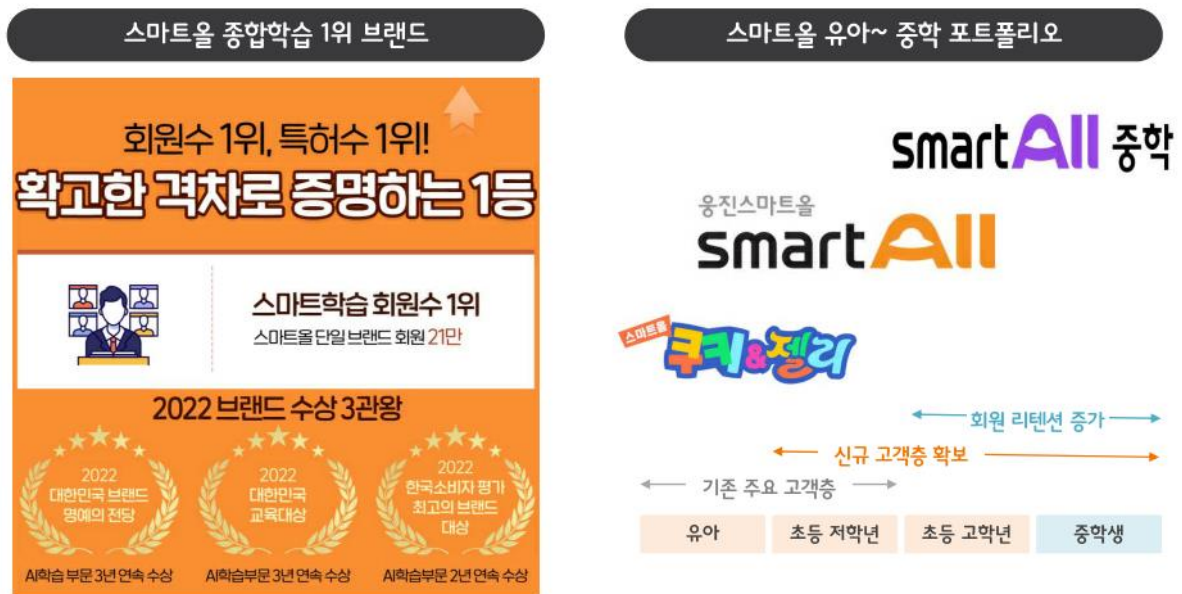 스마트올 종합학습 1위 브랜드
회원수 1위, 특허수 1위!
확고한 격차로 증명하는 1등
스마트학습 회원수 1위
스마트올 단일 브랜드 회원 21만
2022 브랜드 수상 3관왕
2022
대한민국 브랜드
명예의 전당
AI학습 부문 3년 연속 수상
2022
대한민국
교육대상
AI학습부문 3년 연속 수상
2022
한국소비자 평가
최고의 브랜드
대상
AI학습부문 2년 연속 수상
스마트올 유아~ 중학 포트폴리오
smartAll 중학
웅진스마트올
smartAll
스마트올
쿠키&젤리
회원 리텐션 증가
신규 고객층 확보
기존 주요 고객층
유아
초등 저학년
초등 고학년
중학생